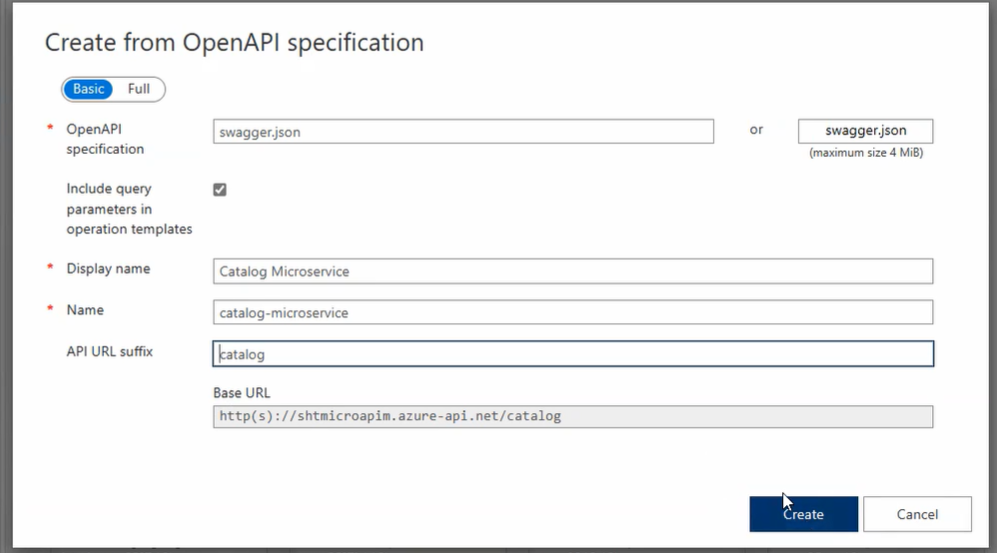 Create from OpenAPI specification
Basic Full
* OpenAPI specification
swagger.json or swagger.json
(maximum size 4 MiB)
Include query parameters in operation templates
* Display name Catalog Microservice
* Name catalog-microservice
API URL suffix catalog
Base URL
http(s)://shtmicroapim.azure-api.net/catalog
Create Cancel